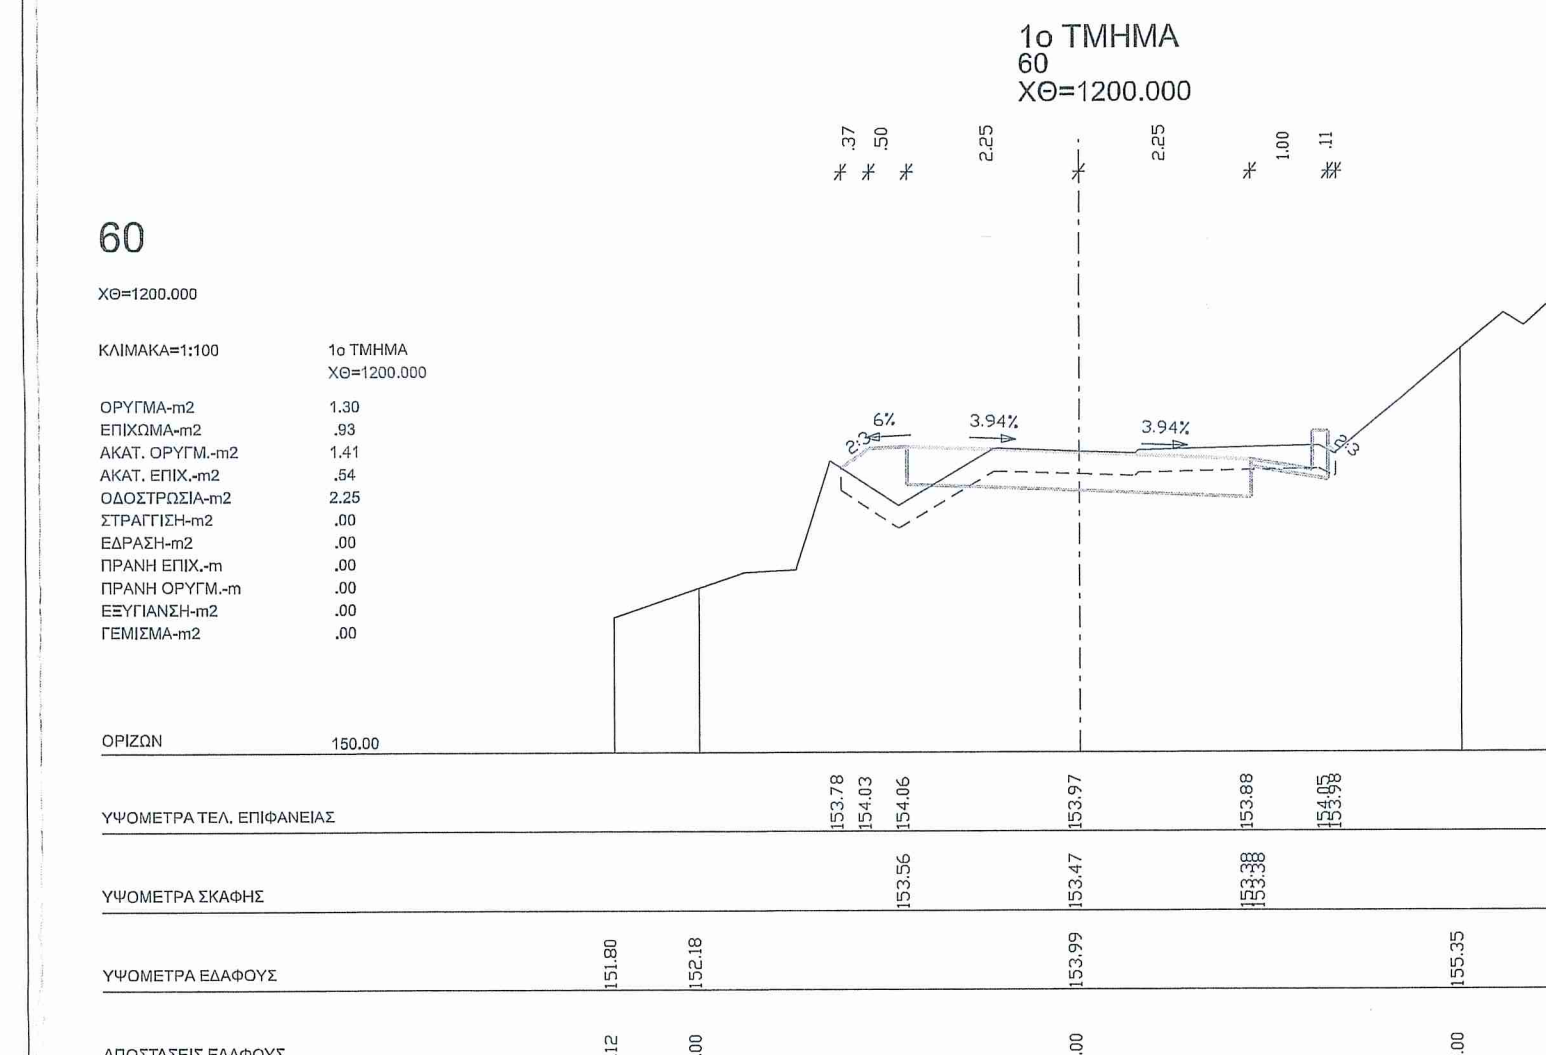 1ο ΤΜΗΜΑ
60
ΧΘ=1200.000
.37 .50 2.25 2.25 1.00 .11
60
ΧΘ=1200.000
ΚΛΙΜΑΚΑ=1:100 1ο ΤΜΗΜΑ
ΧΘ=1200.000
ΟΡΥΓΜΑ-m2 1.30
ΕΠΙΧΩΜΑ-m2 .93
ΑΚΑΤ. ΟΡΥΓΜ.-m2 1.41
ΑΚΑΤ. ΕΠΙΧ.-m2 .54
ΟΔΟΣΤΡΩΣΙΑ-m2 2.25
ΣΤΡΑΓΓΙΣΗ-m2 .00
ΕΔΡΑΣΗ-m2 .00
ΠΡΑΝΗ ΕΠΙΧ.-m .00
ΠΡΑΝΗ ΟΡΥΓΜ.-m .00
ΕΞΥΓΙΑΝΣΗ-m2 .00
ΓΕΜΙΣΜΑ-m2 .00
2:3 6% 3.94% 3.94% 2:3
ΟΡΙΖΩΝ 150.00
ΥΨΟΜΕΤΡΑ ΤΕΛ. ΕΠΙΦΑΝΕΙΑΣ 153.78 154.03 154.06 153.97 153.88 154.05 153.98
ΥΨΟΜΕΤΡΑ ΣΚΑΦΗΣ 153.56 153.47 153.38 153.38
ΥΨΟΜΕΤΡΑ ΕΔΑΦΟΥΣ 151.80 152.18 153.99 155.35
ΑΠΟΣΤΑΣΕΙΣ ΕΔΑΦΟΥΣ .12 .00 .00 .00